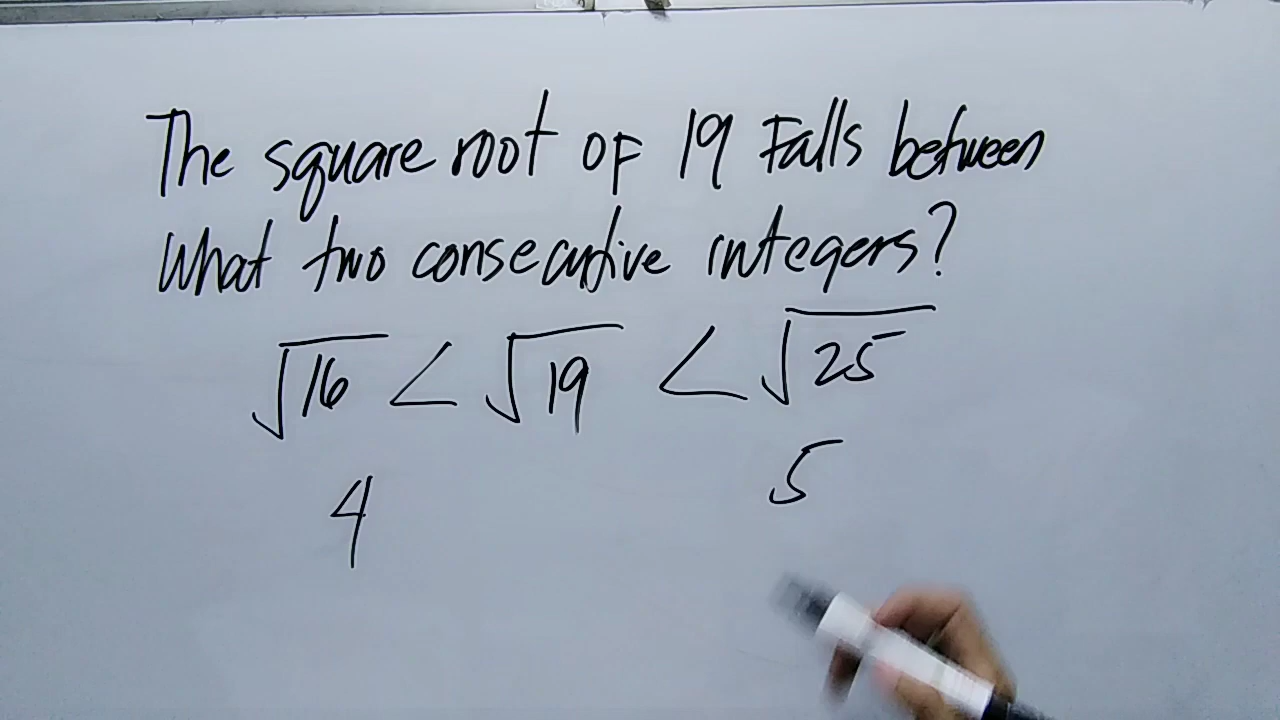 The square root of 19 Falls between
What two consecutive integers?
√16 < √19 < √25
4 5